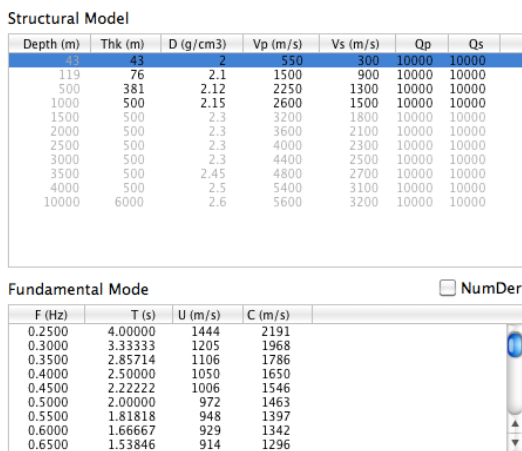 Structural Model
Depth (m) Thk (m) D (g/cm3) Vp (m/s) Vs (m/s) Qp Qs
43 43 2 550 300 10000 10000
119 76 2.1 1500 900 10000 10000
500 381 2.12 2250 1300 10000 10000
1000 500 2.15 2600 1500 10000 10000
1500 500 2.3 3200 1800 10000 10000
2000 500 2.3 3600 2100 10000 10000
2500 500 2.3 4000 2300 10000 10000
3000 500 2.3 4400 2500 10000 10000
3500 500 2.45 4800 2700 10000 10000
4000 500 2.5 5400 3100 10000 10000
10000 6000 2.6 5600 3200 10000 10000
Fundamental Mode NumDer
F (Hz) T (s) U (m/s) C (m/s)
0.2500 4.00000 1444 2191
0.3000 3.33333 1205 1968
0.3500 2.85714 1106 1786
0.4000 2.50000 1050 1650
0.4500 2.22222 1006 1546
0.5000 2.00000 972 1463
0.5500 1.81818 948 1397
0.6000 1.66667 929 1342
0.6500 1.53846 914 1296